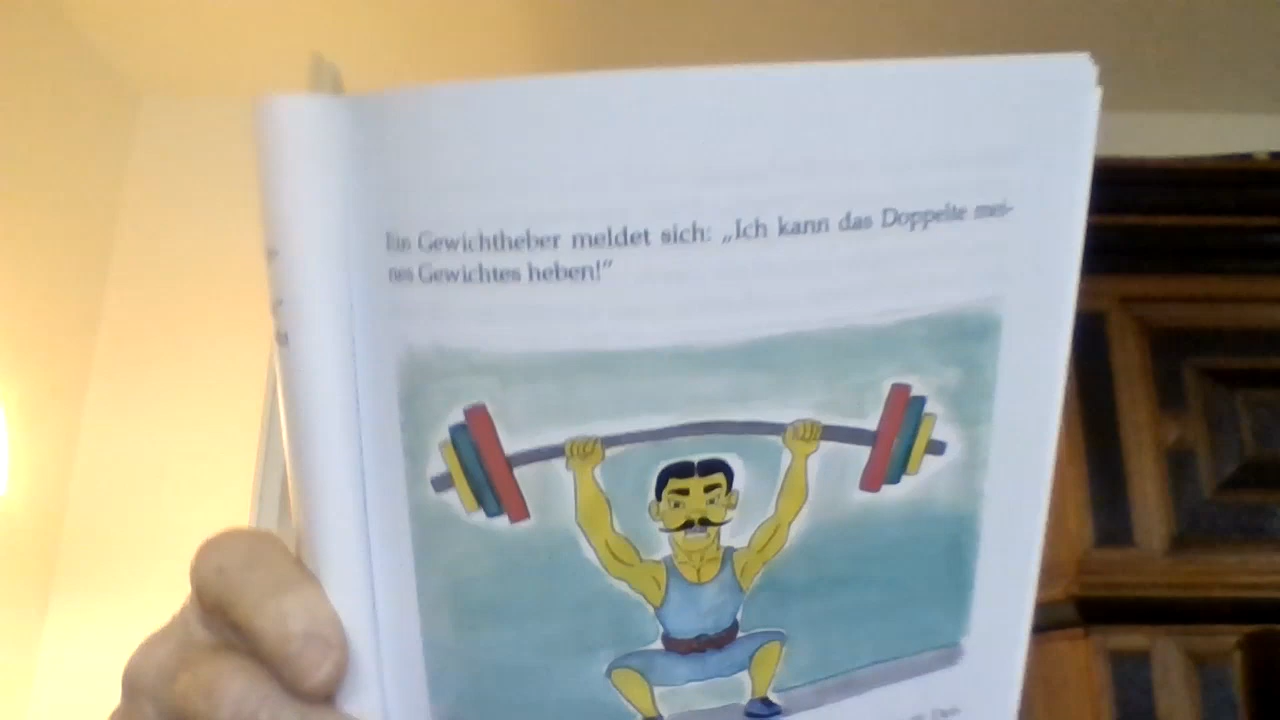 Ein Gewichtheber meldet sich: „Ich kann das Doppelte mei-
nes Gewichtes heben!“